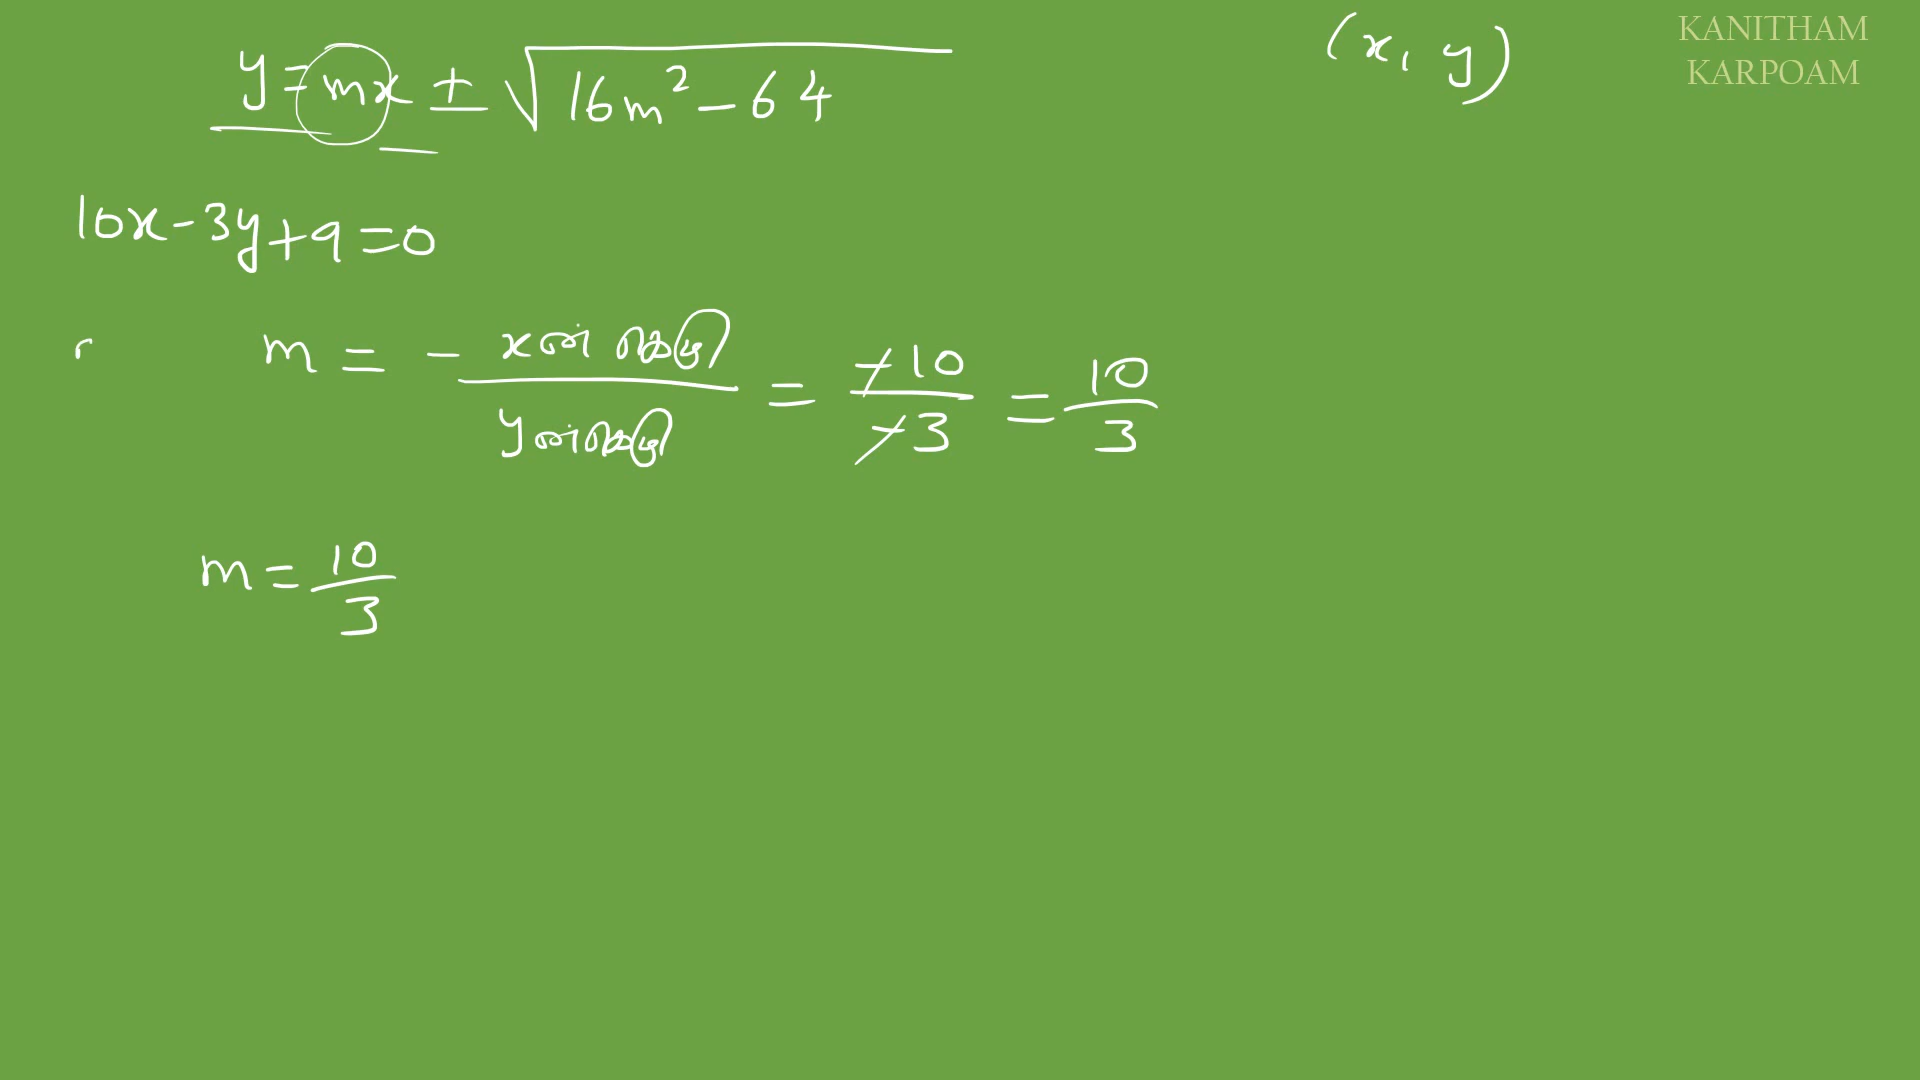 KANITHAM
KARPOAM
(x, y)
y = mx ± √(16m² - 64)
10x - 3y + 9 = 0
m = - xன் கெழு / yன் கெழு = -10 / -3 = 10 / 3
m = 10 / 3